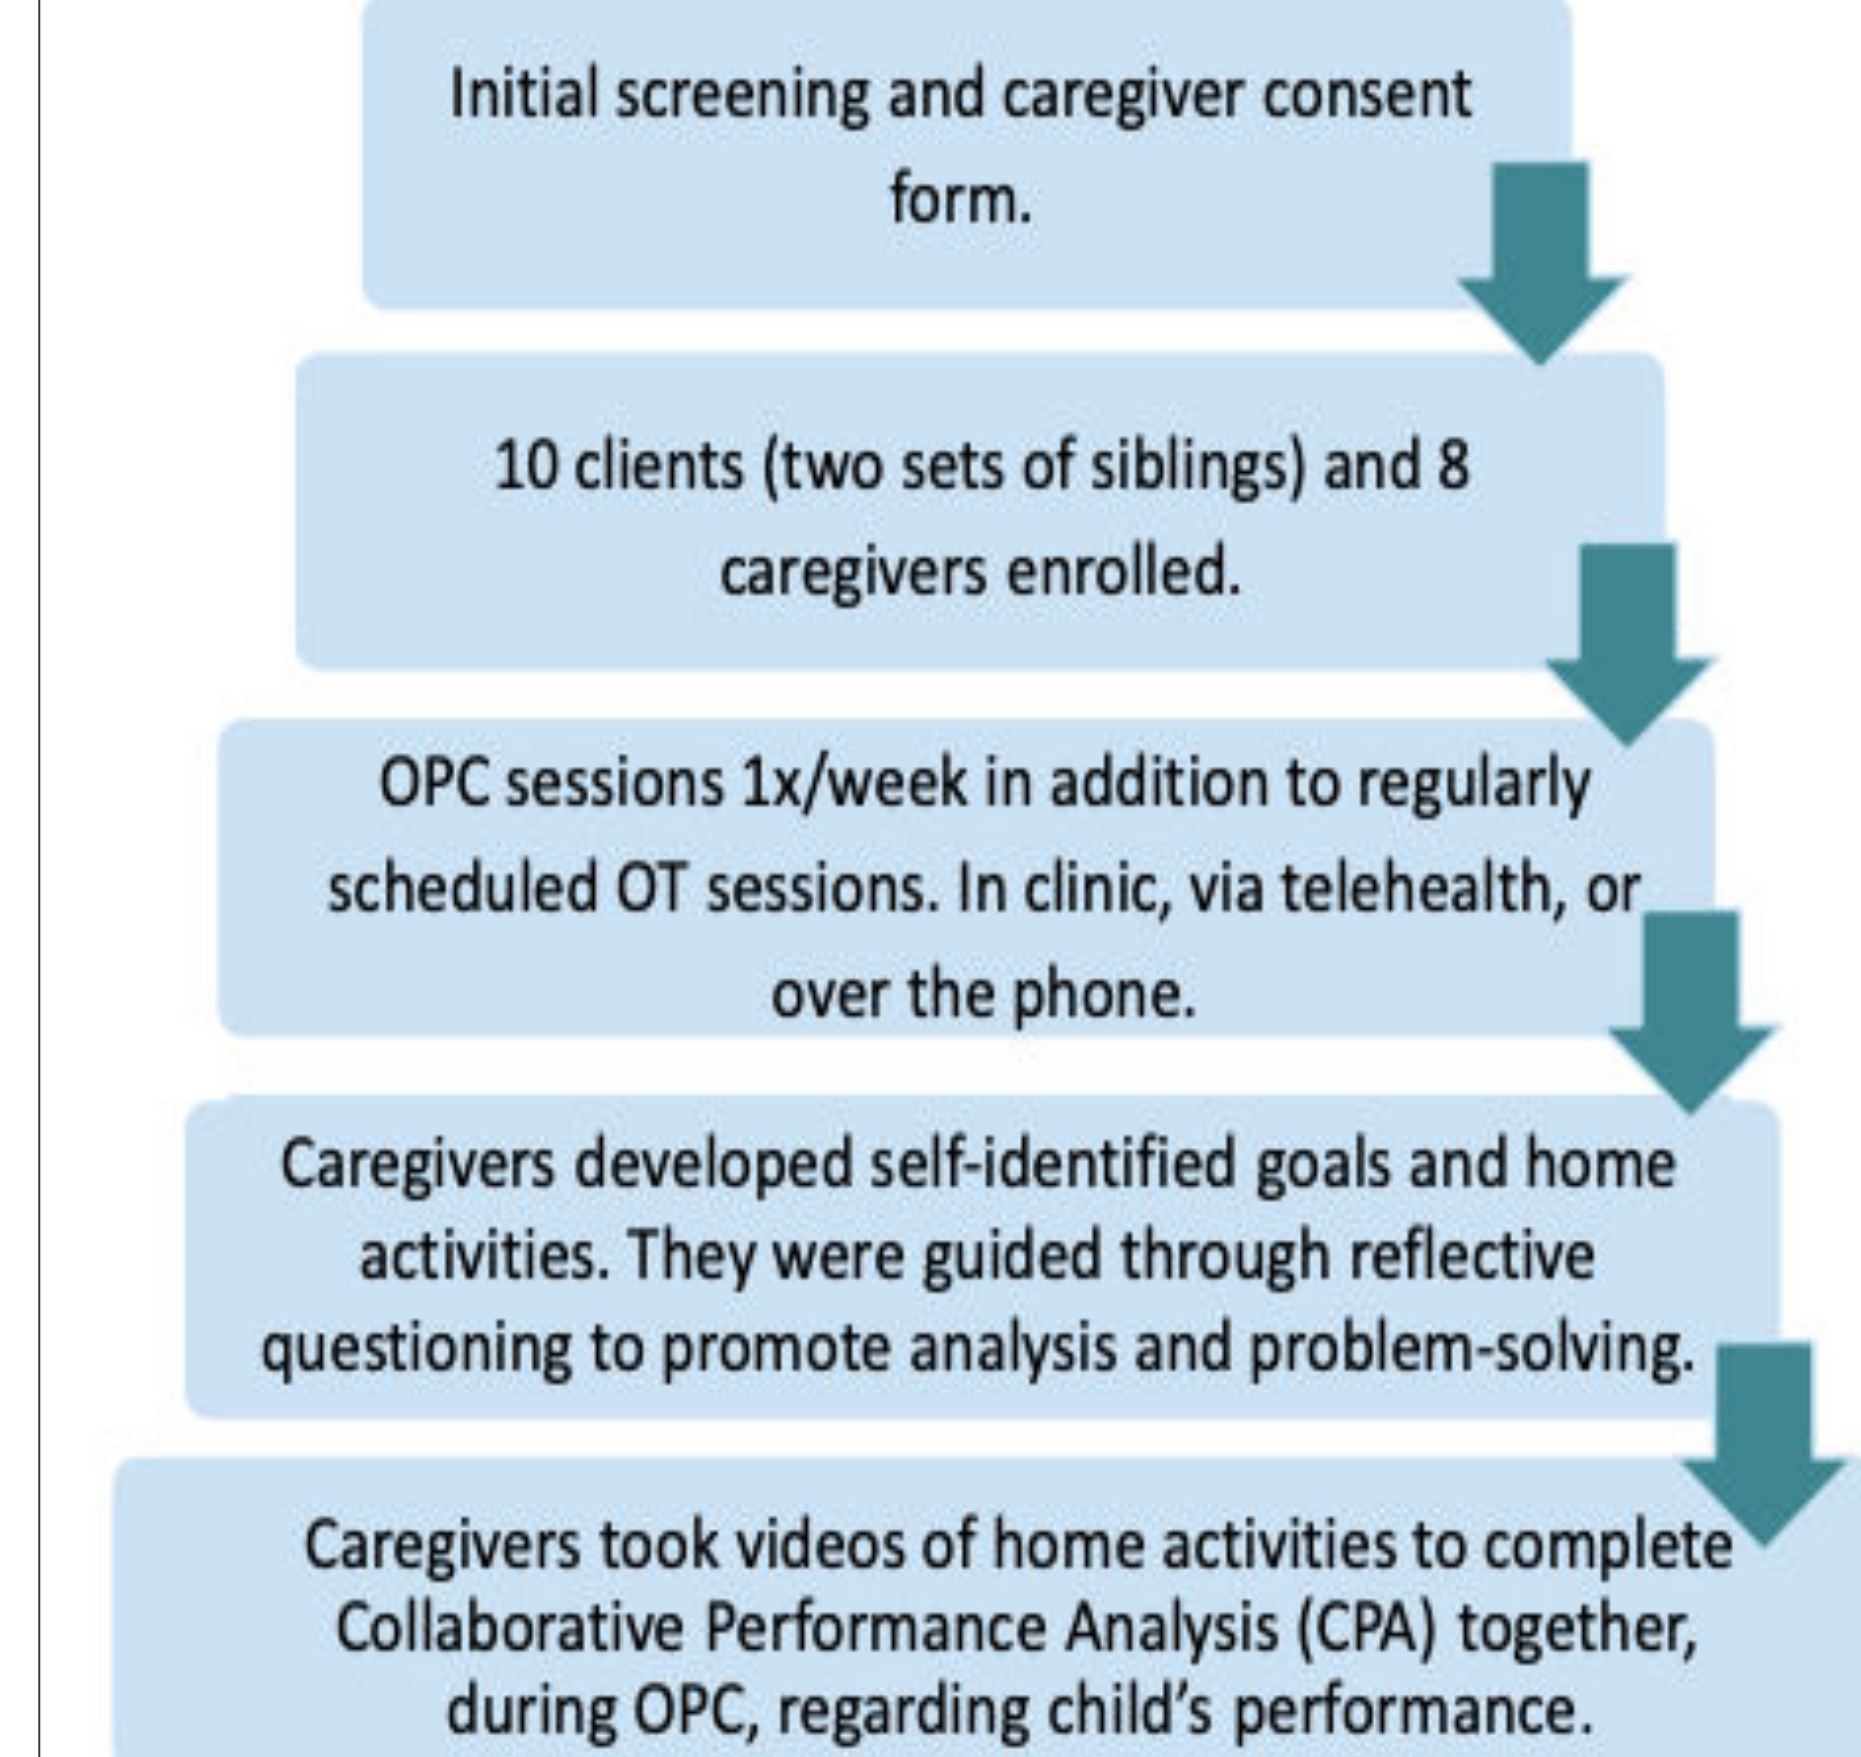 Initial screening and caregiver consent
form.
10 clients (two sets of siblings) and 8
caregivers enrolled.
OPC sessions 1x/week in addition to regularly
scheduled OT sessions. In clinic, via telehealth, or
over the phone.
Caregivers developed self-identified goals and home
activities. They were guided through reflective
questioning to promote analysis and problem-solving.
Caregivers took videos of home activities to complete
Collaborative Performance Analysis (CPA) together,
during OPC, regarding child’s performance.